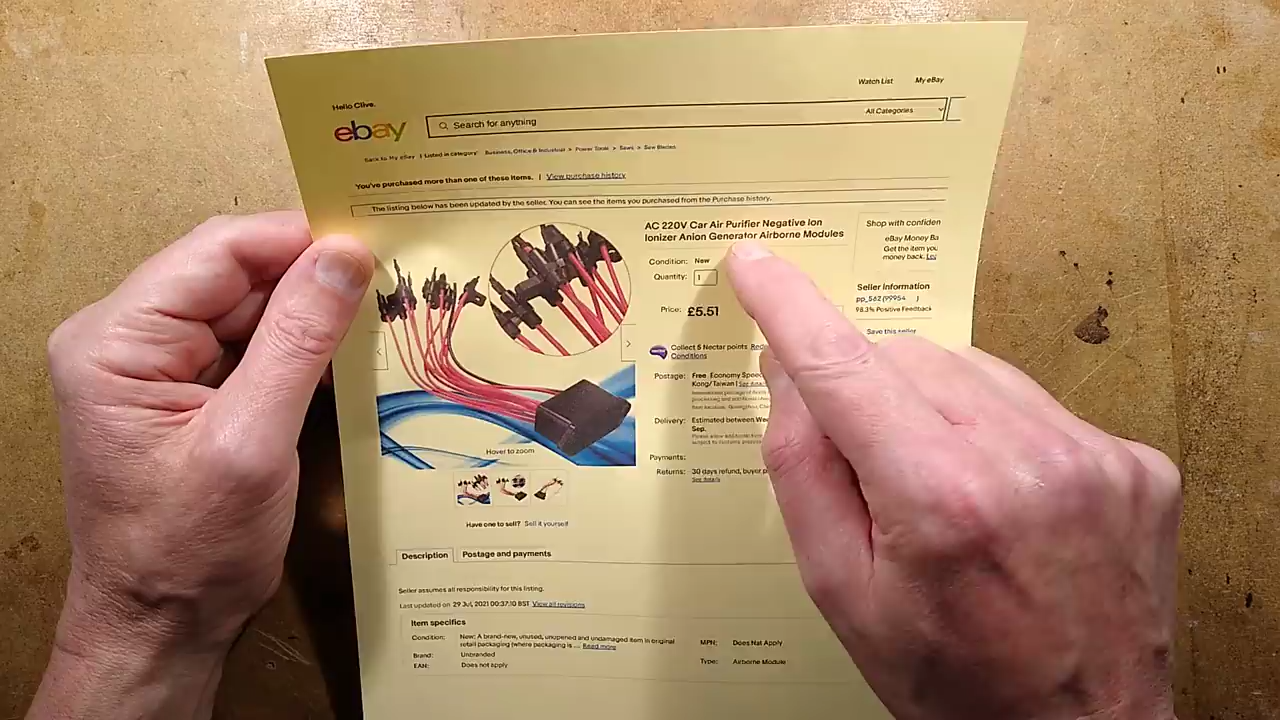 Watch List
My eBay
Hello Clive.
ebay
Search for anything
All Categories
Back to My eBay | Listed in category: Business, Office & Industrial > Power Tools > Saws > Saw Blades
You've purchased more than one of these items. | View purchase history
The listing below has been updated by the seller. You can see the items you purchased from the Purchase history.
AC 220V Car Air Purifier Negative Ion
Ionizer Anion Generator Airborne Modules
Condition: New
Quantity: 1
Price: £5.51
Collect 5 Nectar points
Conditions
Postage: Free Economy
Kong/Taiwan | See
Delivery: Estimated between
Sep.
Payments:
Returns: 30 days refund, buyer
See details
Shop with confiden
eBay Money Ba
Get the item you
money back.
Seller information
pp_562 (99954 )
98.3% Positive Feedback
Save this seller
Hover to zoom
Have one to sell? Sell it yourself
Description
Postage and payments
Seller assumes all responsibility for this listing.
Last updated on 29 Jul, 2021 00:37:10 BST View all revisions
Item specifics
Condition: New: A brand-new, unused, unopened and undamaged item in original
retail packaging (where packaging is ... Read more
Brand: Unbranded
EAN: Does not apply
MPN: Does Not Apply
Type: Airborne Module